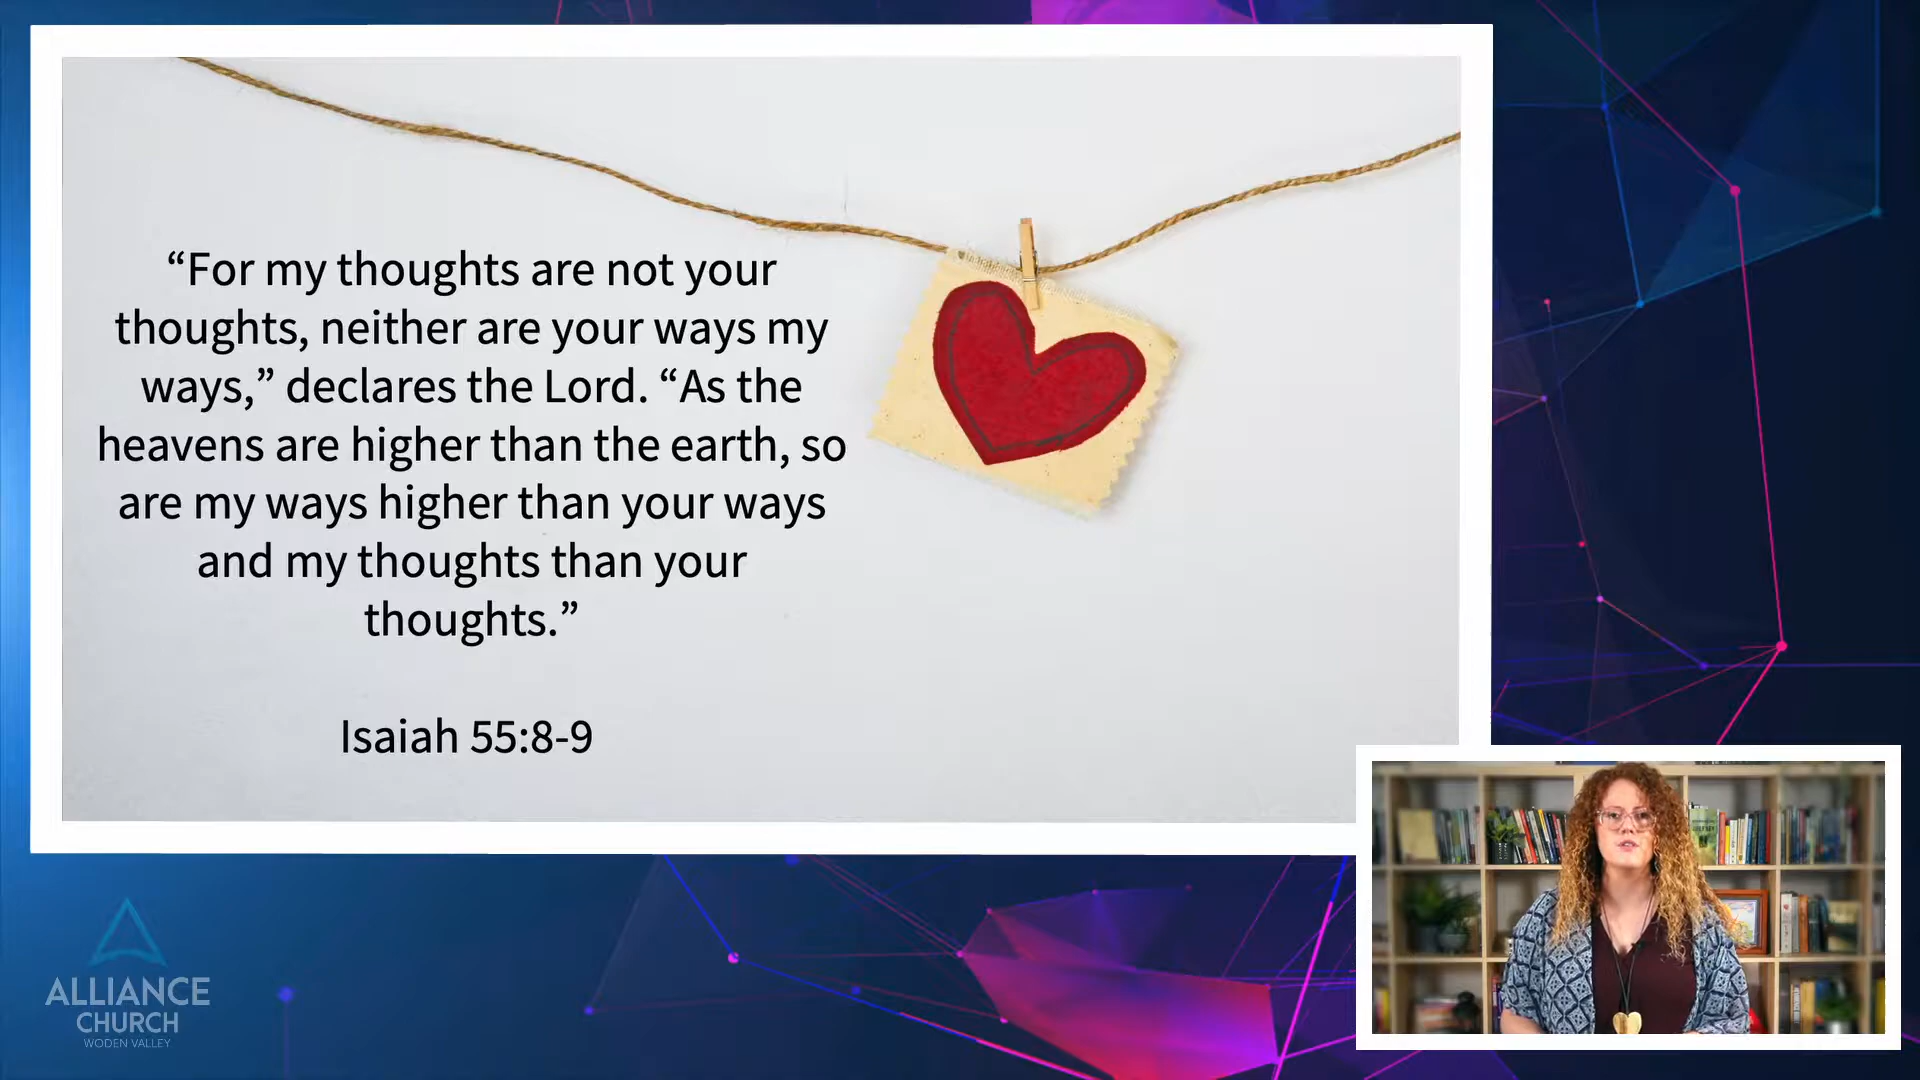 “For my thoughts are not your
thoughts, neither are your ways my
ways,” declares the Lord. “As the
heavens are higher than the earth, so
are my ways higher than your ways
and my thoughts than your
thoughts.”
Isaiah 55:8-9
ALLIANCE
CHURCH
WODEN VALLEY